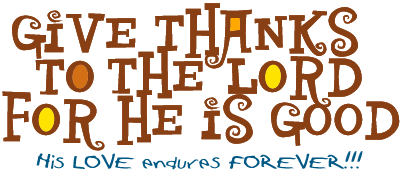 GiVE THANKS
TO THE LORD
FOR HE iS GOOD
His LOVE endures FOREVER!!!